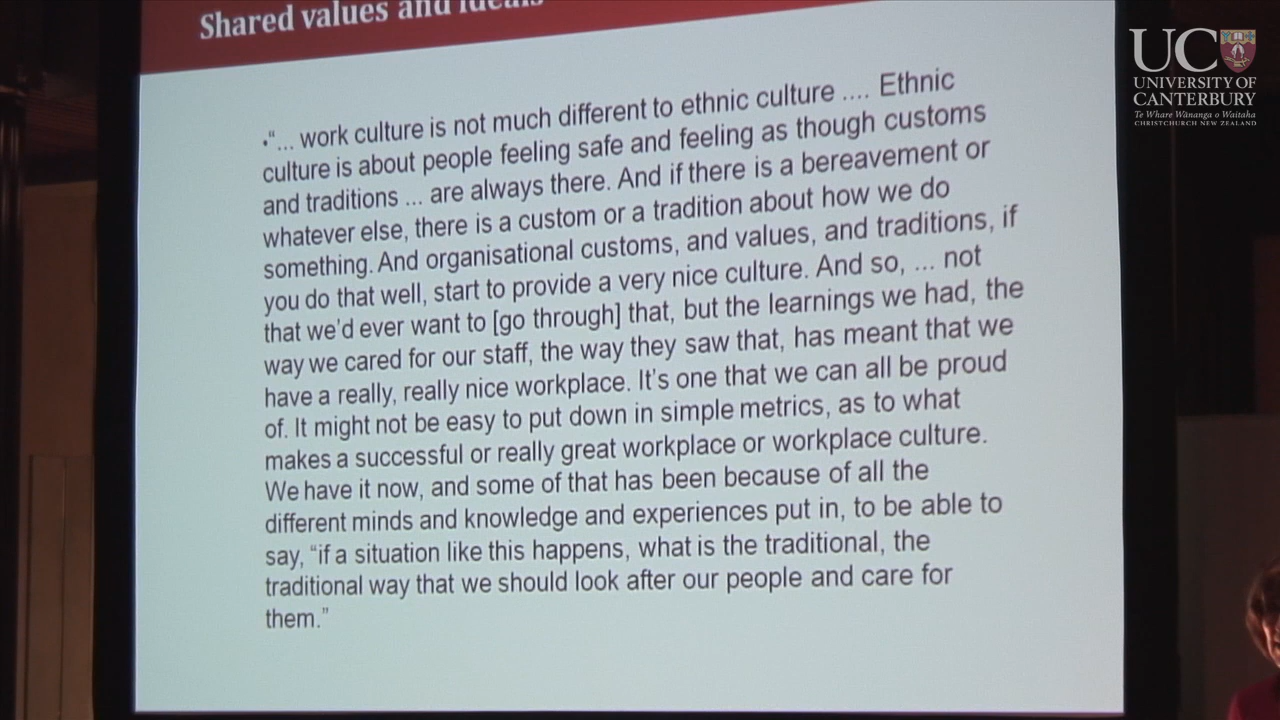 Shared values and ideals
•“... work culture is not much different to ethnic culture .... Ethnic
culture is about people feeling safe and feeling as though customs
and traditions ... are always there. And if there is a bereavement or
whatever else, there is a custom or a tradition about how we do
something. And organisational customs, and values, and traditions, if
you do that well, start to provide a very nice culture. And so, ... not
that we’d ever want to [go through] that, but the learnings we had, the
way we cared for our staff, the way they saw that, has meant that we
have a really, really nice workplace. It’s one that we can all be proud
of. It might not be easy to put down in simple metrics, as to what
makes a successful or really great workplace or workplace culture.
We have it now, and some of that has been because of all the
different minds and knowledge and experiences put in, to be able to
say, “if a situation like this happens, what is the traditional, the
traditional way that we should look after our people and care for
them.”
UC
UNIVERSITY OF
CANTERBURY
Te Whare Wānanga o Waitaha
CHRISTCHURCH NEW ZEALAND